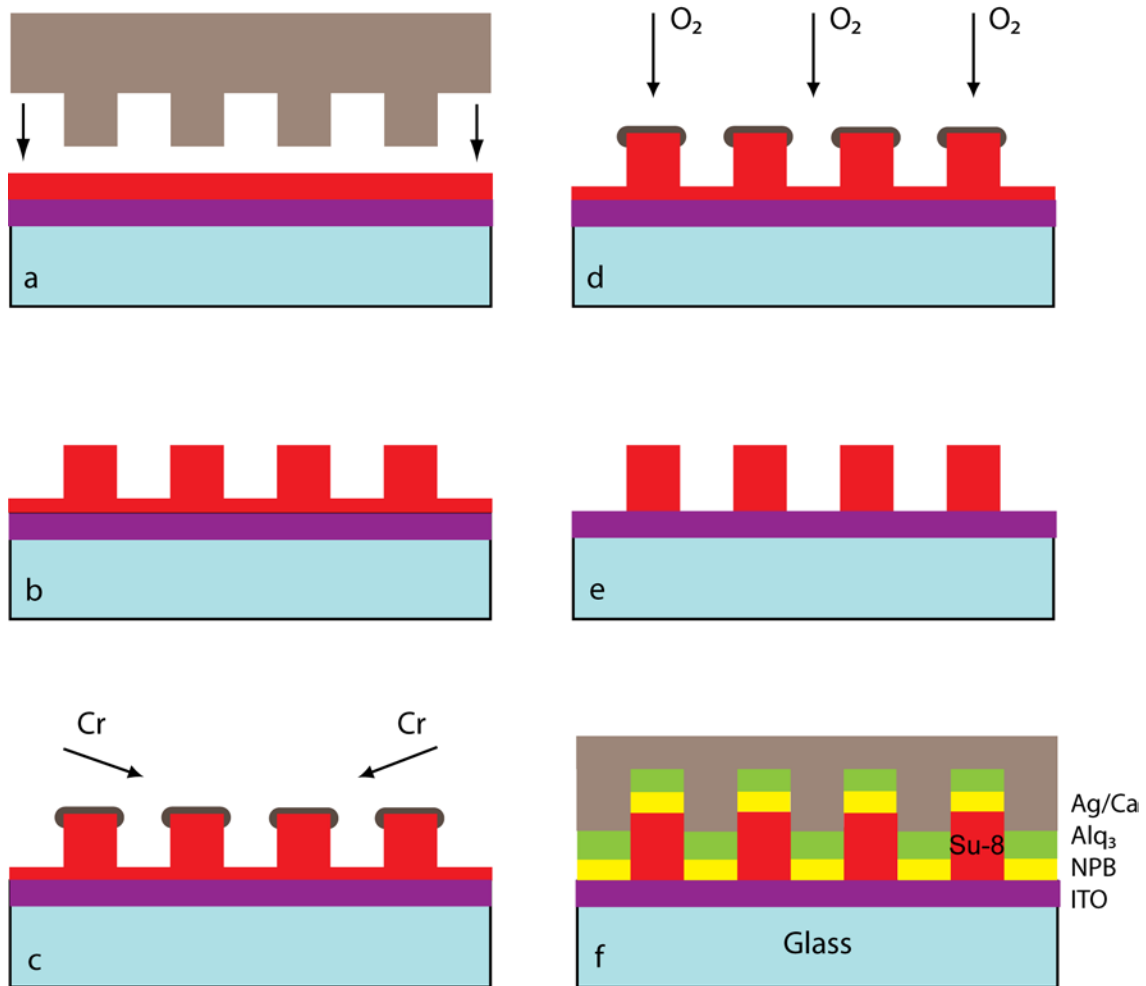 a
O₂ O₂ O₂
d
b
e
Cr Cr
c
Ag/Ca
Alq₃
Su-8
NPB
ITO
Glass
f